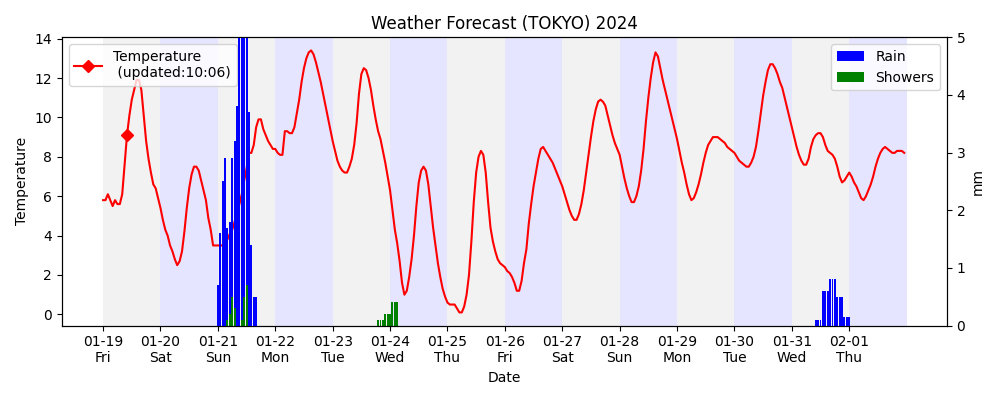 Weather Forecast (TOKYO) 2024
Temperature
(updated:10:06)
Rain
Showers
14
12
10
8
6
4
2
0
Temperature
5
4
3
2
1
0
mm
01-19 01-20 01-21 01-22 01-23 01-24 01-25 01-26 01-27 01-28 01-29 01-30 01-31 02-01
Fri Sat Sun Mon Tue Wed Thu Fri Sat Sun Mon Tue Wed Thu
Date